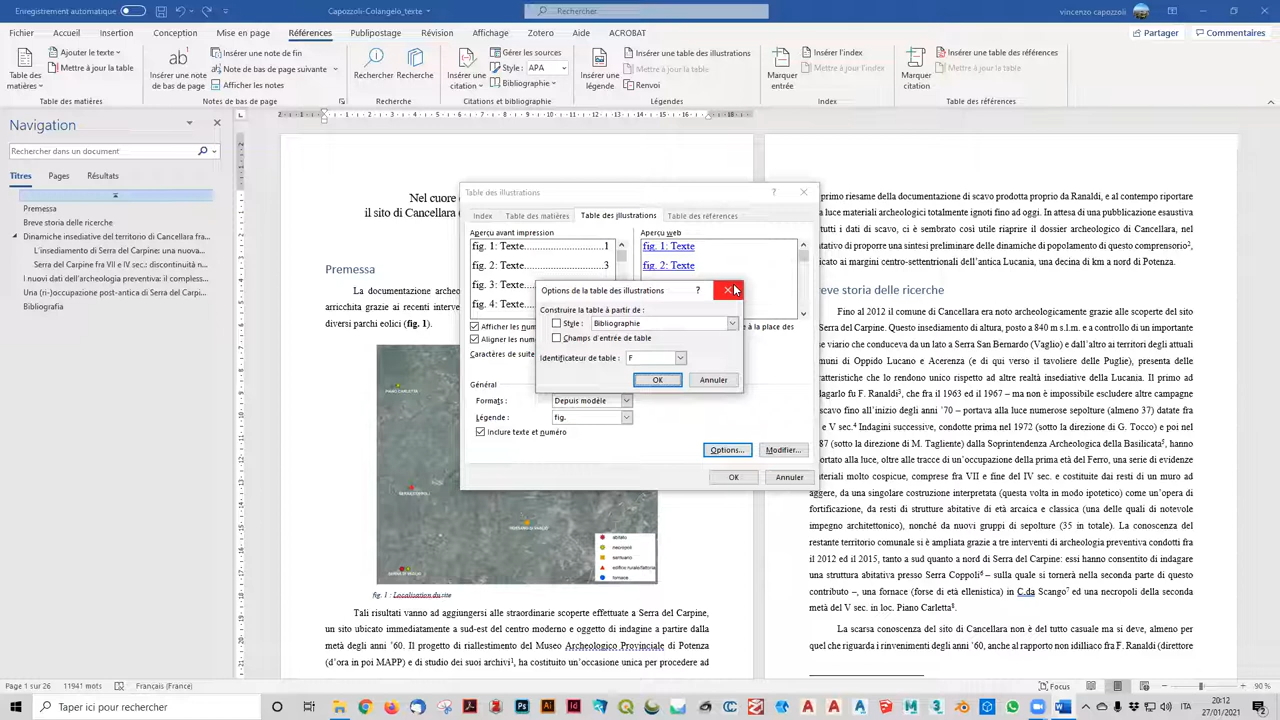 Enregistrement automatique
Premozzi-Colangelo_texte
Rechercher
vincenzo capazzoli
Fichier Accueil Insertion Conception Mise en page Références Publipostage Révision Affichage Zotero Aide ACROBAT
Partager Commentaires
Table des matières
Ajouter le texte
Mettre à jour la table
Table des matières
Insérer une note de bas de page
Insérer une note de fin
Note de bas de page suivante
Afficher les notes
Notes de bas de page
Rechercher Recherche
Recherche
Insérer une citation
Gérer les sources
Style : APA
Bibliographie
Citations et bibliographie
Insérer une légende
Insérer une table des illustrations
Mettre à jour la table
Renvoi
Légendes
Marquer entrée
Insérer l'index
Mettre à jour l'index
Index
Marquer citation
Insérer une table des références
Mettre à jour la table
Table des références
Navigation
Rechercher dans un document
Titres Pages Résultats
Premessa
Breve storia delle ricerche
Dinamiche insediative del territorio di Cancellara fra...
L'insediamento di Serra del Carpine: una nuova...
Serra del Carpine fra VII e IV sec.: discontinuità n...
I nuovi dati dell'archeologia preventiva: il compless...
Una (ri-)occupazione post-antica di Serra del Carpi...
Bibliografia
Nel cuore
il sito di Cancellara
Premessa
La documentazione archeo
arricchita grazie ai recenti interve
diversi parchi eolici (fig. 1).
PIANO CARLETTA
abitato
necropoli
santuario
edificio rurale/fattoria
fornace
fig. 1 : Localisation du site
Tali risultati vanno ad aggiungersi alle straordinarie scoperte effettuate a Serra del Carpine,
un sito ubicato immediatamente a sud-est del centro moderno e oggetto di indagine a partire dalla
metà degli anni '60. Il progetto di riallestimento del Museo Archeologico Provinciale di Potenza
(d'ora in poi MAPP) e di studio dei suoi archivi1, ha costituito un'occasione unica per procedere ad
Table des illustrations
?
Index Table des matières Table des illustrations Table des références
Aperçu avant impression
fig. 1: Texte..............................1
fig. 2: Texte..............................3
fig. 3: Texte
fig. 4: Texte
Aperçu web
fig. 1: Texte
fig. 2: Texte
Afficher les num
à la place des
Aligner les num
Caractères de suite
Général
Formats : Depuis modèle
Légende : fig.
Inclure texte et numéro
Options... Modifier...
OK Annuler
Options de la table des illustrations
?
Construire la table à partir de :
Style : Bibliographie
Champs d'entrée de table
Identificateur de table : F
OK Annuler
primo riesame della documentazione di scavo prodotta proprio da Ranaldi, e al contempo riportare
luce materiali archeologici totalmente ignoti fino ad oggi. In attesa di una pubblicazione esaustiva
i dati di scavo, ci è sembrato così utile riaprire il dossier archeologico di Cancellara, nel
tativo di proporre una sintesi preliminare delle dinamiche di popolamento di questo comprensorio2,
icato ai margini centro-settentrionali dell'antica Lucania, una decina di km a nord di Potenza.
eve storia delle ricerche
Fino al 2012 il comune di Cancellara era noto archeologicamente grazie alle scoperte del sito
Serra del Carpine. Questo insediamento di altura, posto a 840 m s.l.m. e a controllo di un importante
se viario che conduceva da un lato a Serra San Bernardo (Vaglio) e dall'altro ai territori degli attuali
omuni di Oppido Lucano e Acerenza (e di qui verso il tavoliere delle Puglie), presenta delle
ratteristiche che lo rendono unico rispetto ad altre realtà insediative della Lucania. Il primo ad
dagarlo fu F. Ranaldi3, che fra il 1963 ed il 1967 – ma non è impossibile escludere altre campagne
scavo fino all'inizio degli anni '70 – portava alla luce numerose sepolture (almeno 37) datate fra
e V sec.4 Indagini successive, condotte prima nel 1972 (sotto la direzione di G. Tocco) e poi nel
87 (sotto la direzione di M. Tagliente) dalla Soprintendenza Archeologica della Basilicata5, hanno
ortato alla luce, oltre alle tracce di un'occupazione della prima età del Ferro, una serie di evidenze
ateriali molto cospicue, comprese fra VII e fine del IV sec. e costituite dai resti di un muro ad
aggere, da una singolare costruzione interpretata (questa volta in modo ipotetico) come un'opera di
fortificazione, da resti di strutture abitative di età arcaica e classica (una delle quali di notevole
impegno architettonico), nonché da nuovi gruppi di sepolture (35 in totale). La conoscenza del
restante territorio comunale si è ampliata grazie a tre interventi di archeologia preventiva condotti fra
il 2012 ed il 2015, tanto a sud quanto a nord di Serra del Carpine: essi hanno consentito di indagare
una struttura abitativa presso Serra Coppoli6 – sulla quale si tornerà nella seconda parte di questo
contributo –, una fornace (forse di età ellenistica) in C.da Scango7 ed una necropoli della seconda
metà del V sec. in loc. Piano Carletta8.
La scarsa conoscenza del sito di Cancellara non è del tutto casuale ma si deve, almeno per
quel che riguarda i rinvenimenti degli anni '60, anche al rapporto non idilliaco fra F. Ranaldi (direttore
Page 1 sur 26 11941 mots Français (France)
Focus
90 %
Taper ici pour rechercher
ITA
20:12
27/01/2021